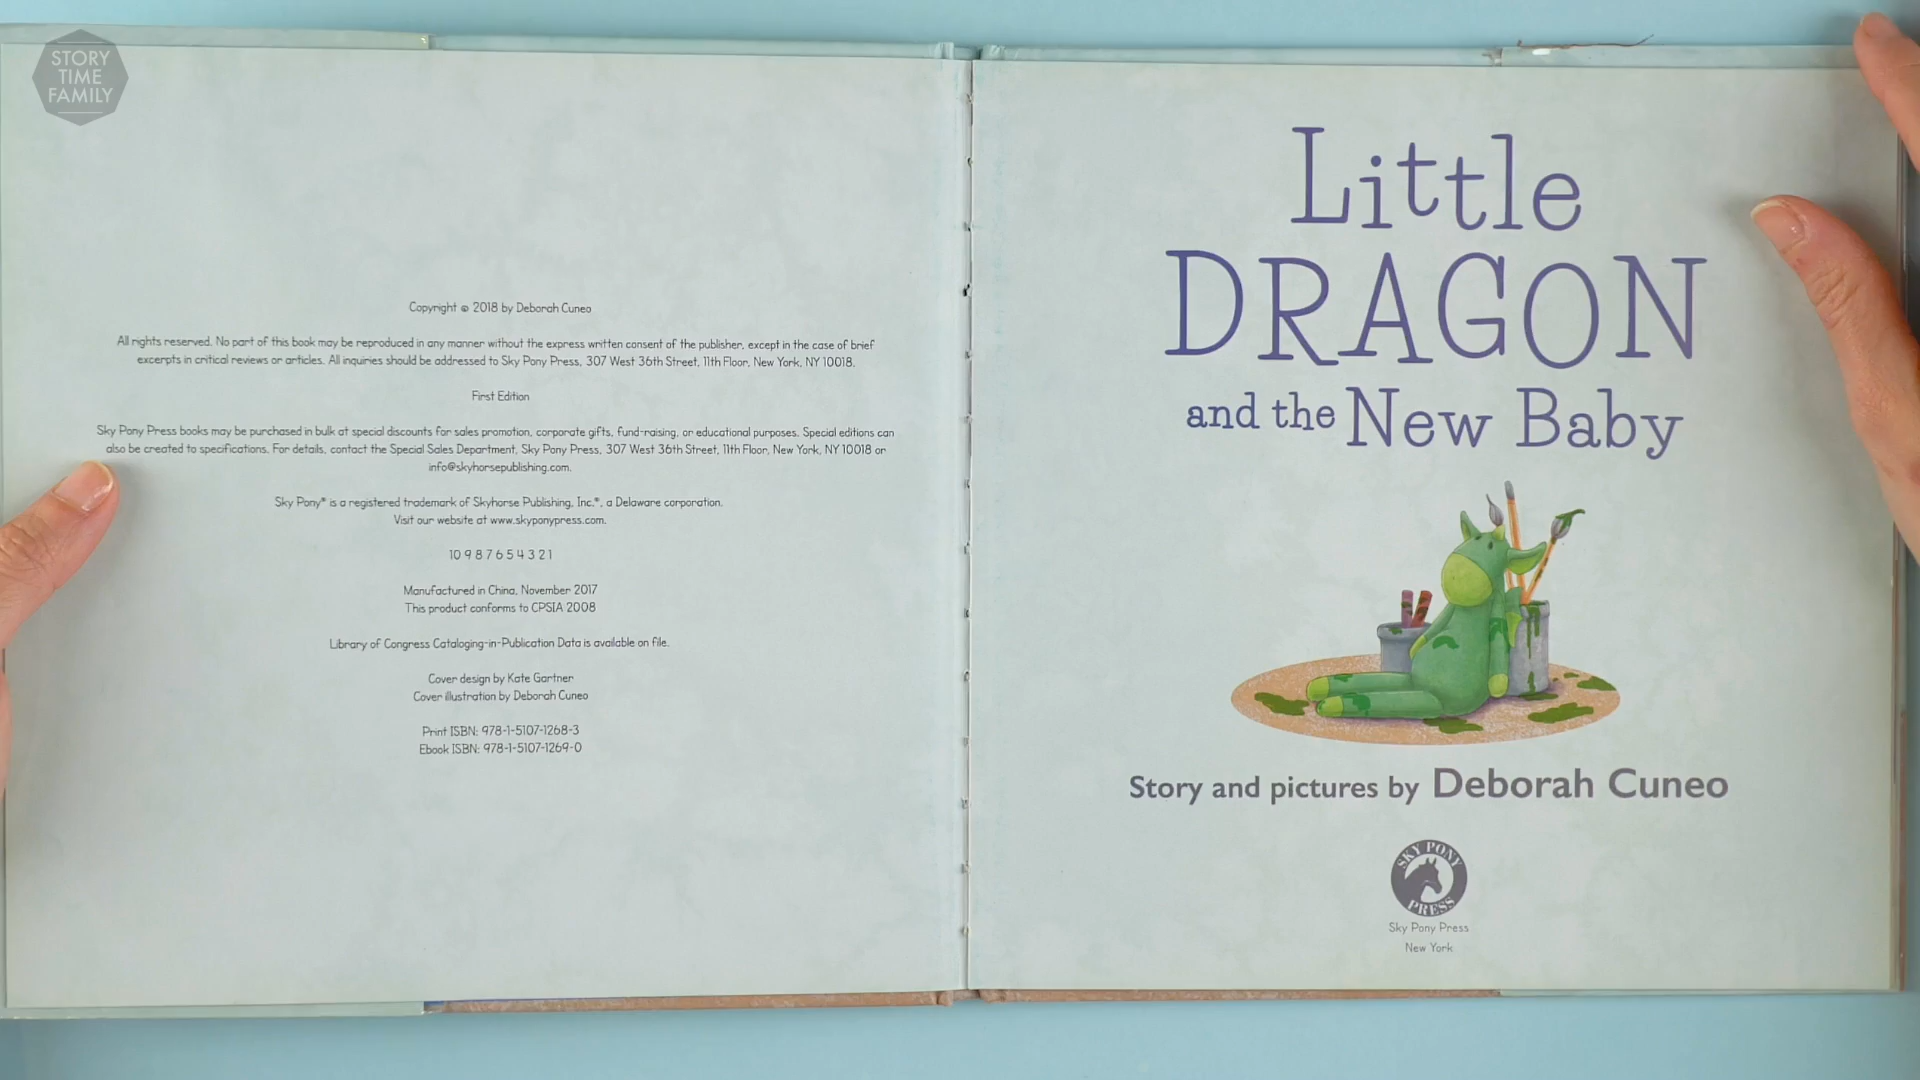 STORY
TIME
FAMILY
Copyright © 2018 by Deborah Cuneo
All rights reserved. No part of this book may be reproduced in any manner without the express written consent of the publisher, except in the case of brief
excerpts in critical reviews or articles. All inquiries should be addressed to Sky Pony Press, 307 West 36th Street, 11th Floor, New York, NY 10018.
First Edition
Sky Pony Press books may be purchased in bulk at special discounts for sales promotion, corporate gifts, fund-raising, or educational purposes. Special editions can
also be created to specifications. For details, contact the Special Sales Department, Sky Pony Press, 307 West 36th Street, 11th Floor, New York, NY 10018 or
info@skyhorsepublishing.com.
Sky Pony® is a registered trademark of Skyhorse Publishing, Inc.®, a Delaware corporation.
Visit our website at www.skyponypress.com.
10 9 8 7 6 5 4 3 2 1
Manufactured in China, November 2017
This product conforms to CPSIA 2008
Library of Congress Cataloging-in-Publication Data is available on file.
Cover design by Kate Gartner
Cover illustration by Deborah Cuneo
Print ISBN: 978-1-5107-1268-3
Ebook ISBN: 978-1-5107-1269-0
Little
DRAGON
and the New Baby
Story and pictures by Deborah Cuneo
SKY PONY
PRESS
Sky Pony Press
New York